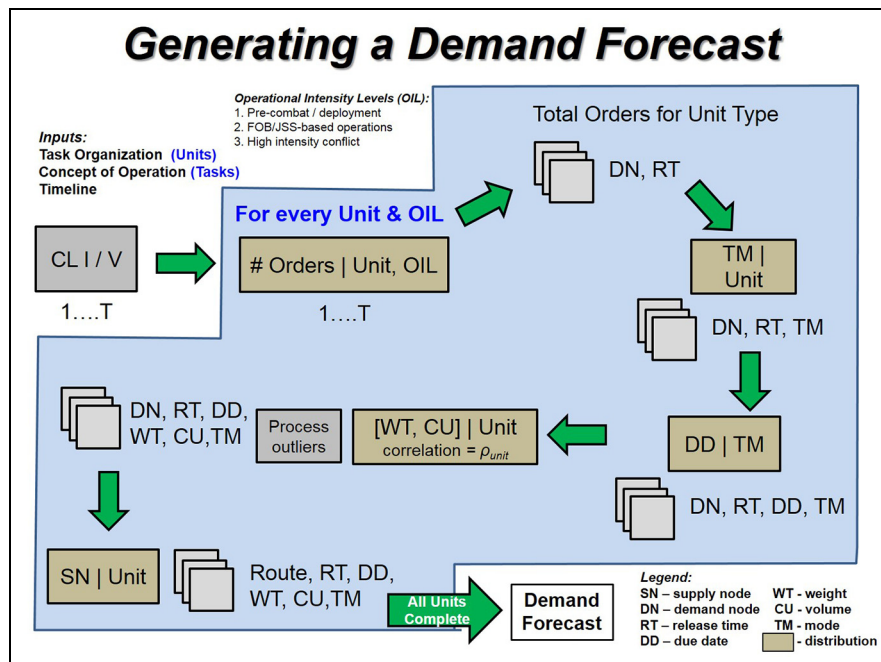 Generating a Demand Forecast
Inputs:
Task Organization (Units)
Concept of Operation (Tasks)
Timeline
Operational Intensity Levels (OIL):
1. Pre-combat / deployment
2. FOB/JSS-based operations
3. High intensity conflict
Total Orders for Unit Type
DN, RT
For every Unit & OIL
CL I / V
1….T
# Orders | Unit, OIL
1….T
TM |
Unit
DN, RT, TM
DD | TM
DN, RT, DD, TM
[WT, CU] | Unit
correlation = ρunit
Process
outliers
DN, RT, DD,
WT, CU,TM
SN | Unit
Route, RT, DD,
WT, CU,TM
All Units
Complete
Demand
Forecast
Legend:
SN – supply node
DN – demand node
RT – release time
DD – due date
WT - weight
CU - volume
TM - mode
- distribution